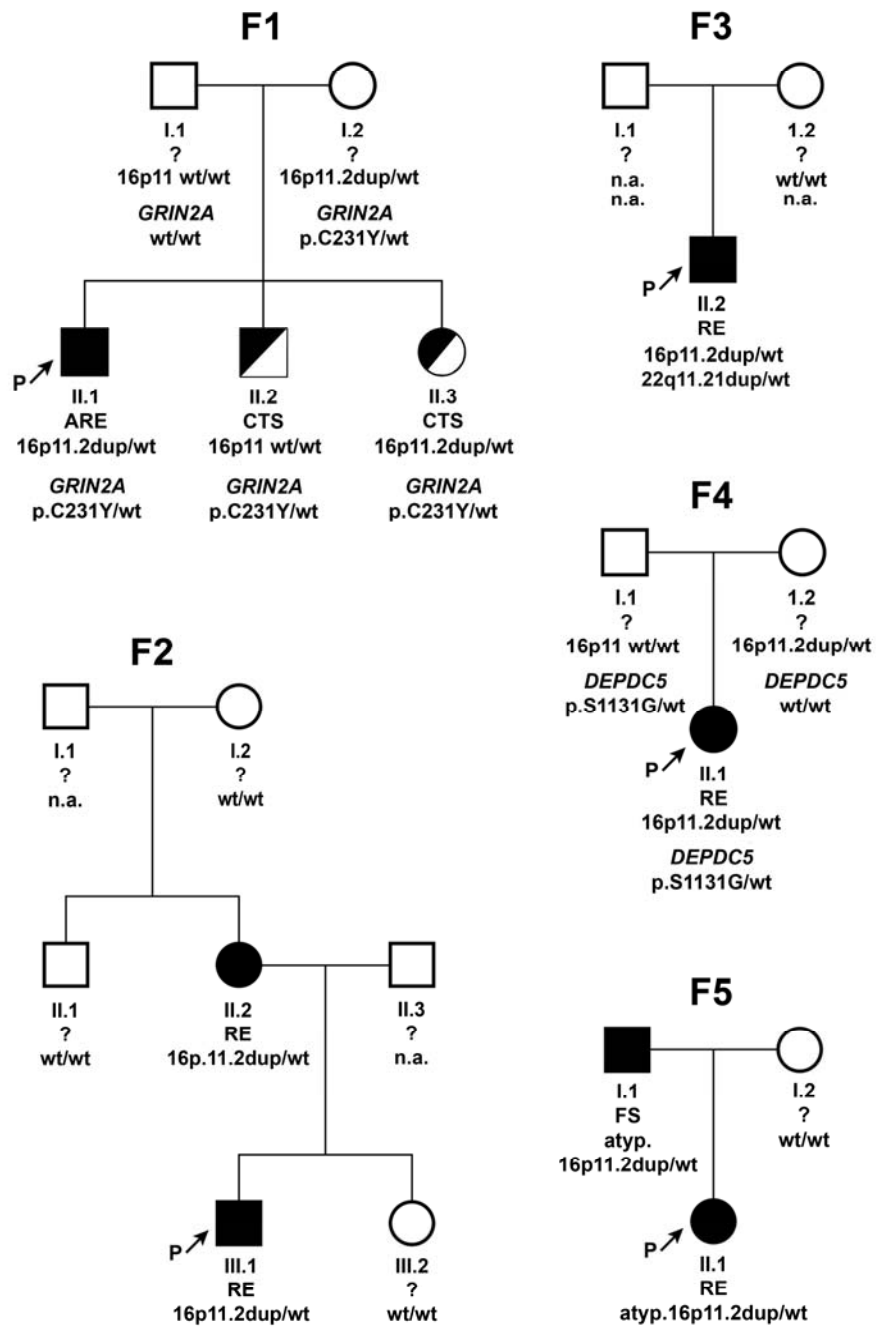 F1
I.1
?
16p11 wt/wt
GRIN2A
wt/wt
I.2
?
16p11.2dup/wt
GRIN2A
p.C231Y/wt
P
II.1
ARE
16p11.2dup/wt
GRIN2A
p.C231Y/wt
II.2
CTS
16p11 wt/wt
GRIN2A
p.C231Y/wt
II.3
CTS
16p11.2dup/wt
GRIN2A
p.C231Y/wt
F2
I.1
?
n.a.
I.2
?
wt/wt
II.1
?
wt/wt
II.2
RE
16p.11.2dup/wt
II.3
?
n.a.
P
III.1
RE
16p11.2dup/wt
III.2
?
wt/wt
F3
I.1
?
n.a.
n.a.
1.2
?
wt/wt
n.a.
P
II.2
RE
16p11.2dup/wt
22q11.21dup/wt
F4
I.1
?
16p11 wt/wt
DEPDC5
p.S1131G/wt
1.2
?
16p11.2dup/wt
DEPDC5
wt/wt
P
II.1
RE
16p11.2dup/wt
DEPDC5
p.S1131G/wt
F5
I.1
FS
atyp.
16p11.2dup/wt
I.2
?
wt/wt
P
II.1
RE
atyp.16p11.2dup/wt